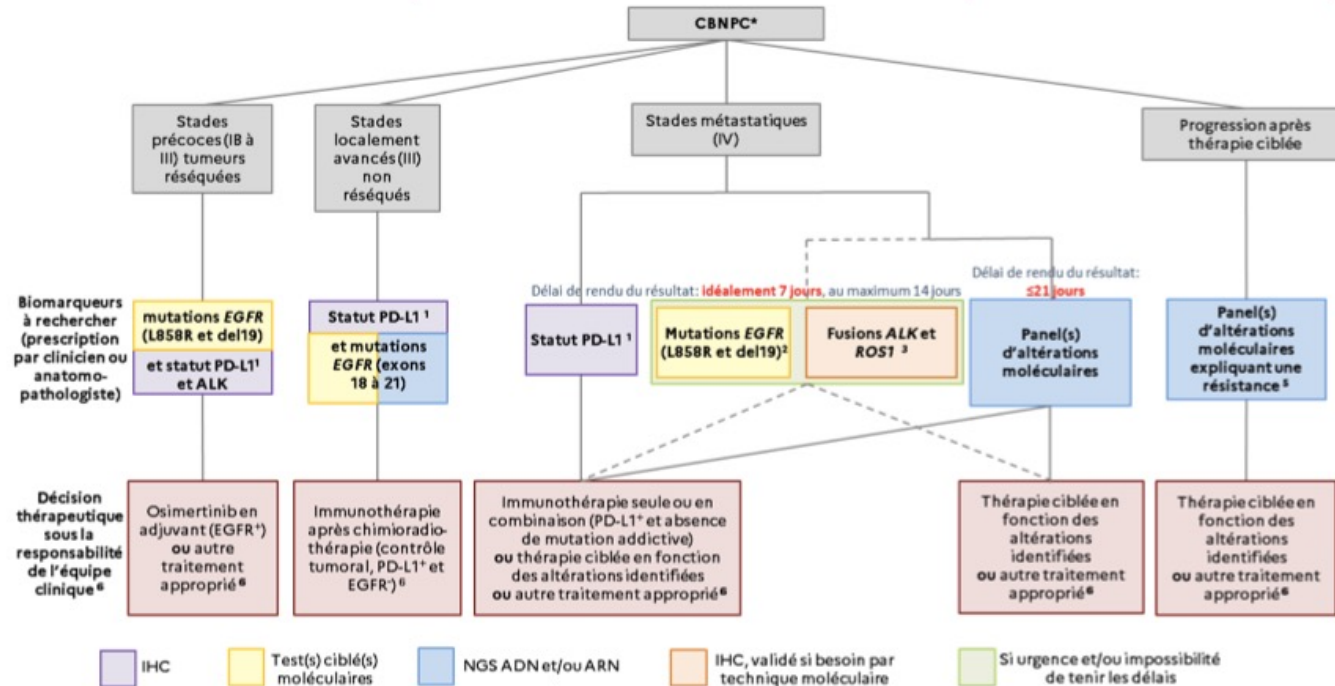 CBNPC*
Stades
précoces (IB à
III) tumeurs
réséquées
Stades
localement
avancés (III)
non
réséqués
Stades métastatiques
(IV)
Progression après
thérapie ciblée
Biomarqueurs
à rechercher
(prescription
par clinicien ou
anatomo-
pathologiste)
mutations EGFR
(L858R et del19)
et statut PD-L1¹
et ALK
Statut PD-L1 ¹
et mutations
EGFR (exons
18 à 21)
Délai de rendu du résultat: idéalement 7 jours, au maximum 14 jours
Statut PD-L1 ¹
Mutations EGFR
(L858R et del19)²
Fusions ALK et
ROS1 ³
Délai de rendu du résultat:
≤21 jours
Panel(s)
d'altérations
moléculaires
Panel(s)
d'altérations
moléculaires
expliquant une
résistance ⁵
Décision
thérapeutique
sous la
responsabilité
de l'équipe
clinique ⁶
Osimertinib en
adjuvant (EGFR⁺)
ou autre
traitement
approprié⁶
Immunothérapie
après chimioradio-
thérapie (contrôle
tumoral, PD-L1⁺ et
EGFR⁻) ⁶
Immunothérapie seule ou en
combinaison (PD-L1⁺ et absence
de mutation addictive)
ou thérapie ciblée en fonction
des altérations identifiées
ou autre traitement approprié⁶
Thérapie ciblée en
fonction des
altérations
identifiées
ou autre traitement
approprié⁶
Thérapie ciblée en
fonction des
altérations
identifiées
ou autre traitement
approprié⁶
IHC
Test(s) ciblé(s)
moléculaires
NGS ADN et/ou ARN
IHC, validé si besoin par
technique moléculaire
Si urgence et/ou impossibilité
de tenir les délais